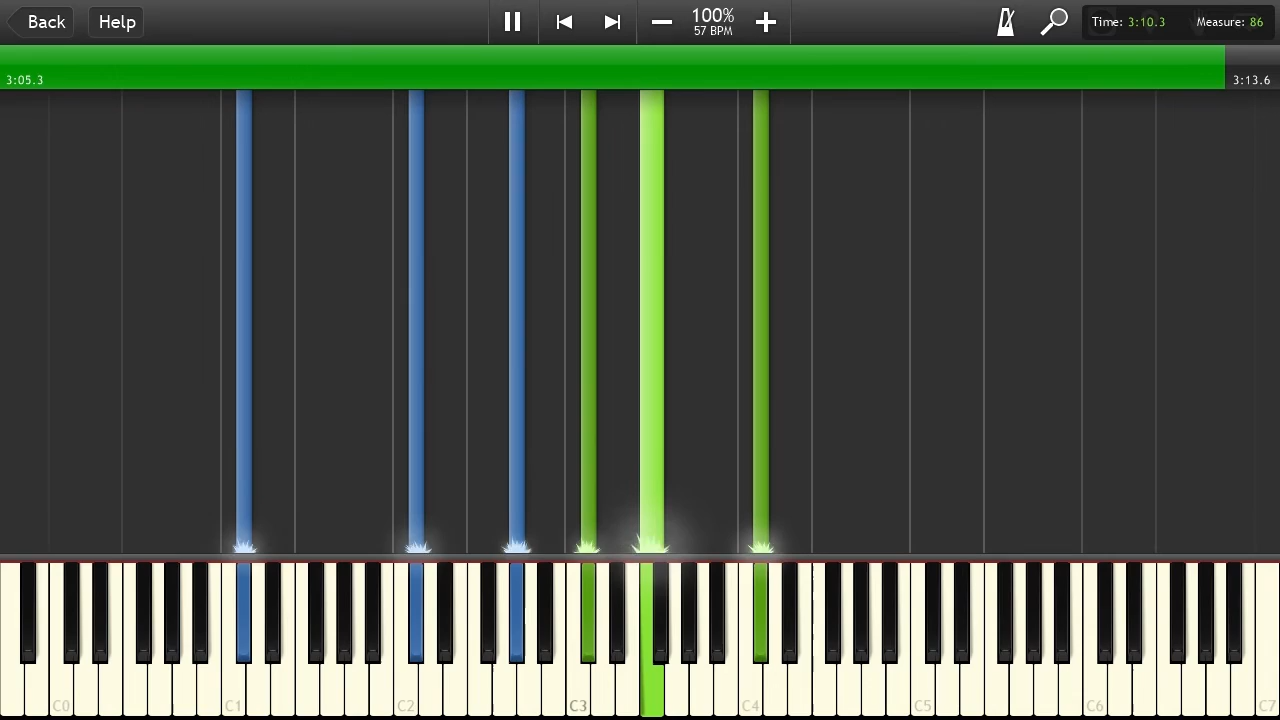 Back
Help
100%
57 BPM
Time: 3:10.3
Measure: 86
3:05.3
3:13.6
C0
C1
C2
C3
C4
C5
C6
C7